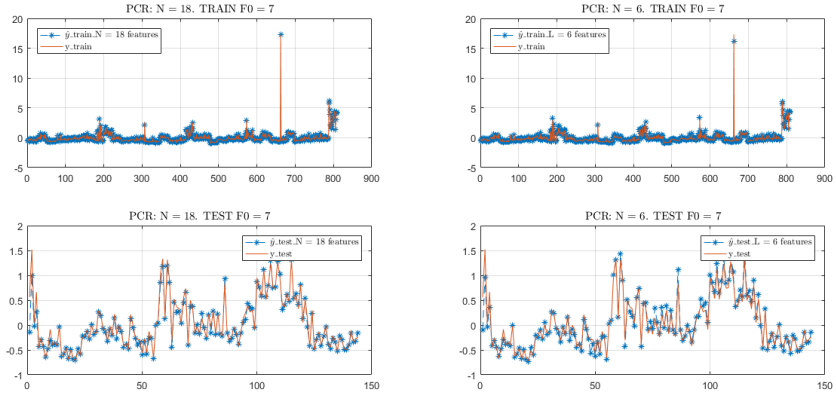 PCR: N = 18. TRAIN F0 = 7
20
15
10
5
0
-5
ŷ_train_N = 18 features
y_train
0 100 200 300 400 500 600 700 800 900
PCR: N = 6. TRAIN F0 = 7
20
15
10
5
0
-5
ŷ_train_L = 6 features
y_train
0 100 200 300 400 500 600 700 800 900
PCR: N = 18. TEST F0 = 7
2
1.5
1
0.5
0
-0.5
-1
ŷ_test_N = 18 features
y_test
0 50 100 150
PCR: N = 6. TEST F0 = 7
2
1.5
1
0.5
0
-0.5
-1
ŷ_test_L = 6 features
y_test
0 50 100 150